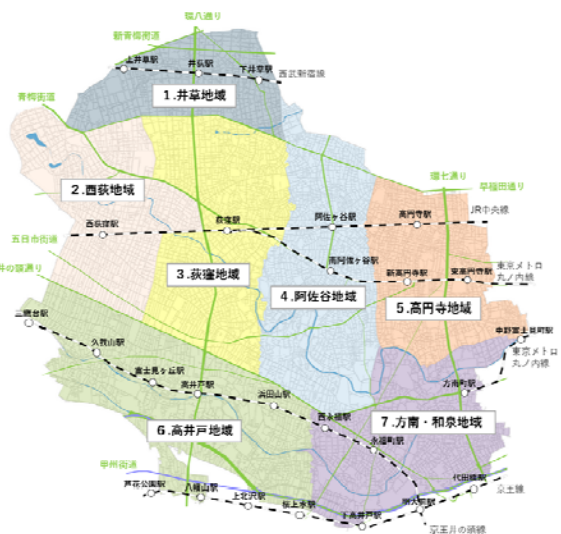 環八通り
新青梅街道
上井草駅
井荻駅
下井草駅
西武新宿線
1.井草地域
青梅街道
環七通り
早稲田通り
2.西荻地域
荻窪駅
阿佐ヶ谷駅
高円寺駅
JR中央線
西荻窪駅
五日市街道
南阿佐ヶ谷駅
新高円寺駅
東高円寺駅
東京メトロ
丸ノ内線
井の頭通り
3.荻窪地域
4.阿佐谷地域
5.高円寺地域
三鷹台駅
中野富士見町駅
東京メトロ
丸ノ内線
久我山駅
富士見ヶ丘駅
高井戸駅
浜田山駅
方南町駅
西永福駅
6.高井戸地域
7.方南・和泉地域
永福町駅
甲州街道
芦花公園駅
八幡山駅
上北沢駅
桜上水駅
下高井戸駅
明大前駅
代田橋駅
京王線
京王井の頭線